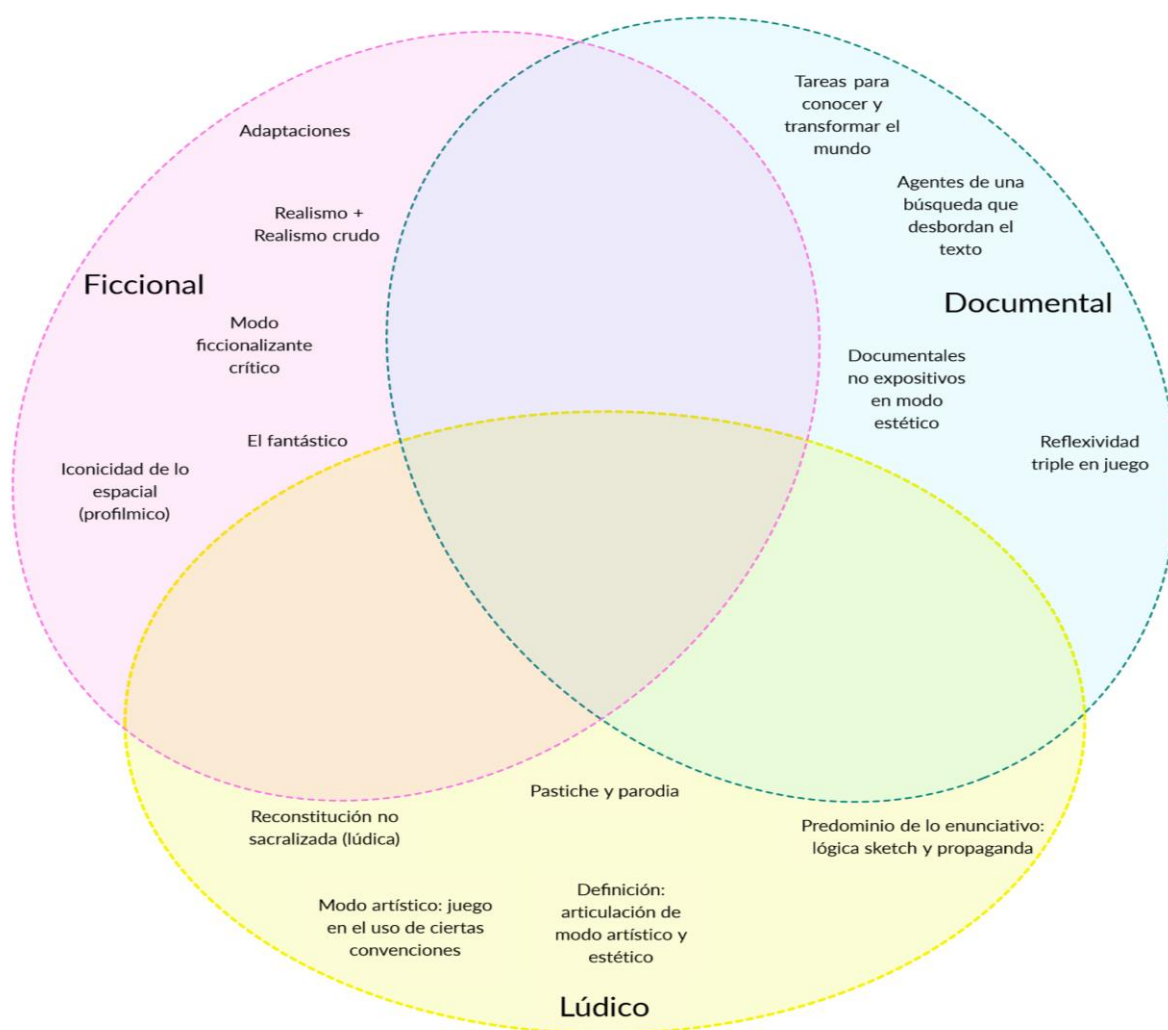 Adaptaciones
Realismo +
Realismo crudo
Ficcional
Modo
ficcionalizante
crítico
El fantástico
Iconicidad de lo
espacial
(profilmico)
Tareas para
conocer y
transformar el
mundo
Agentes de una
búsqueda que
desbordan el
texto
Documental
Documentales
no expositivos
en modo
estético
Reflexividad
triple en juego
Pastiche y parodia
Reconstitución no
sacralizada (lúdica)
Predominio de lo enunciativo:
lógica sketch y propaganda
Modo artístico: juego
en el uso de ciertas
convenciones
Definición:
articulación de
modo artístico y
estético
Lúdico